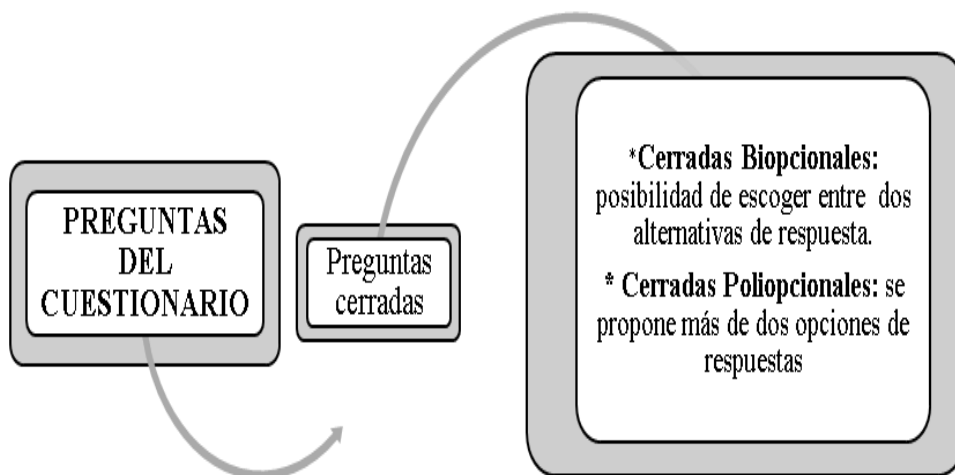 PREGUNTAS
DEL
CUESTIONARIO
Preguntas
cerradas
*Cerradas Biopcionales:
posibilidad de escoger entre dos
alternativas de respuesta.
* Cerradas Poliopcionales: se
propone más de dos opciones de
respuestas